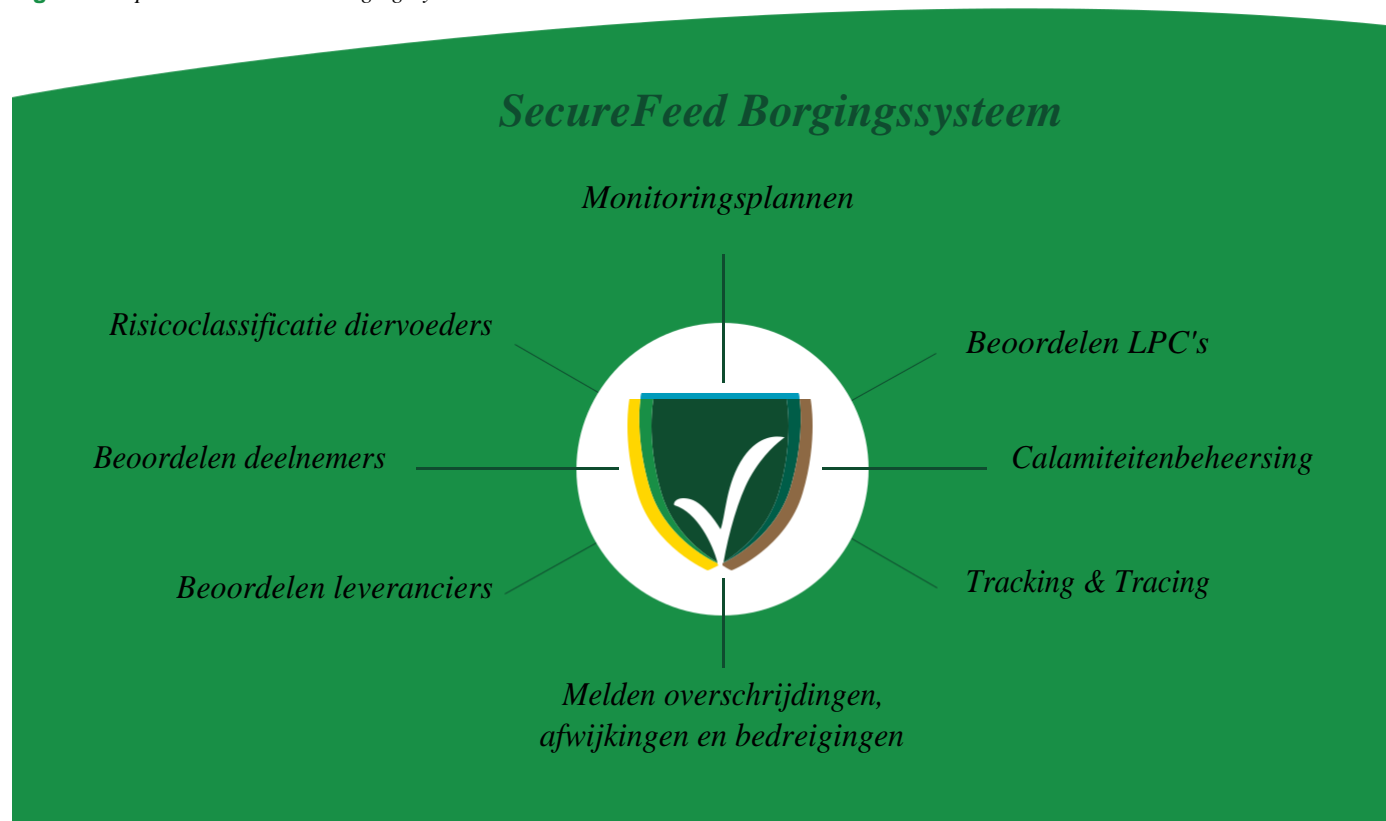 SecureFeed Borgingssysteem
Monitoringsplannen
Risicoclassificatie diervoeders
Beoordelen LPC's
Beoordelen deelnemers
Calamiteitenbeheersing
Beoordelen leveranciers
Tracking & Tracing
Melden overschrijdingen,
afwijkingen en bedreigingen